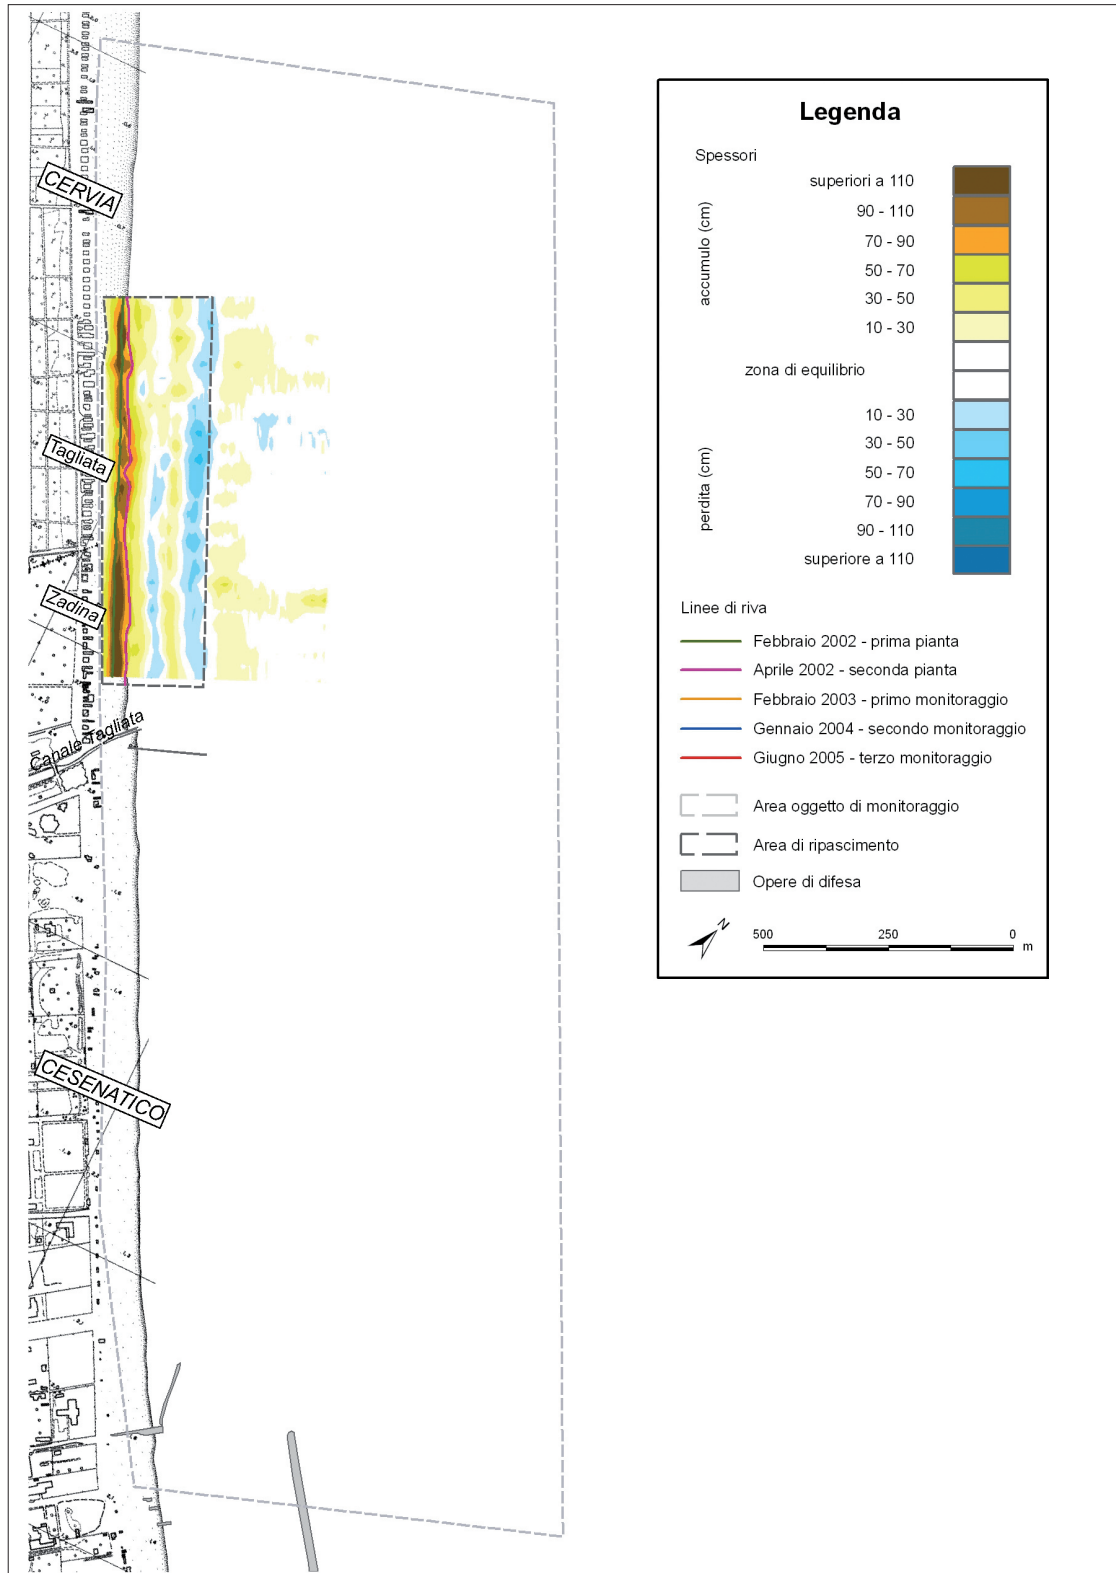 CERVIA
Tagliata
Zadina
Canale Tagliata
CESENATICO
Legenda
Spessori
accumulo (cm)
superiori a 110
90 - 110
70 - 90
50 - 70
30 - 50
10 - 30
zona di equilibrio
perdita (cm)
10 - 30
30 - 50
50 - 70
70 - 90
90 - 110
superiore a 110
Linee di riva
Febbraio 2002 - prima pianta
Aprile 2002 - seconda pianta
Febbraio 2003 - primo monitoraggio
Gennaio 2004 - secondo monitoraggio
Giugno 2005 - terzo monitoraggio
Area oggetto di monitoraggio
Area di ripascimento
Opere di difesa
N
500 250 0
m